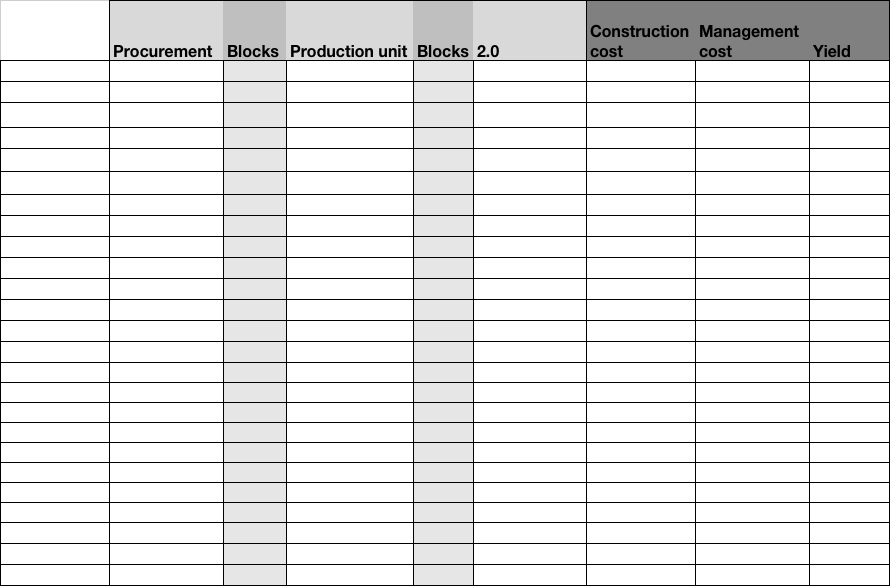 Procurement Blocks Production unit Blocks 2.0 Construction cost Management cost Yield